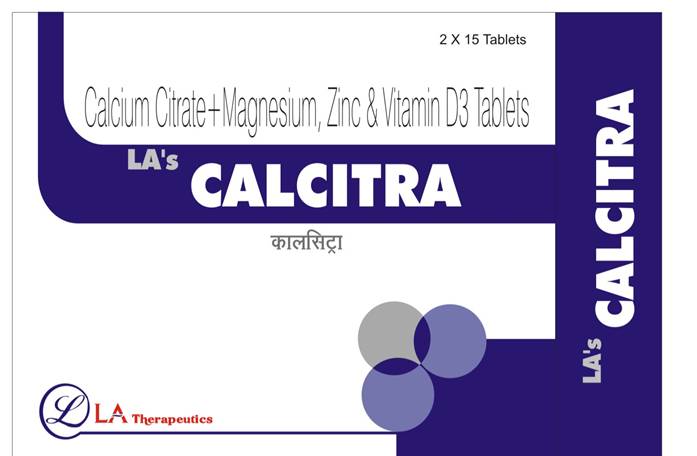 2 X 15 Tablets
Calcium Citrate+Magnesium, Zinc & Vitamin D3 Tablets
LA's CALCITRA
कालसिट्रा
L LA Therapeutics
LA's CALCITRA